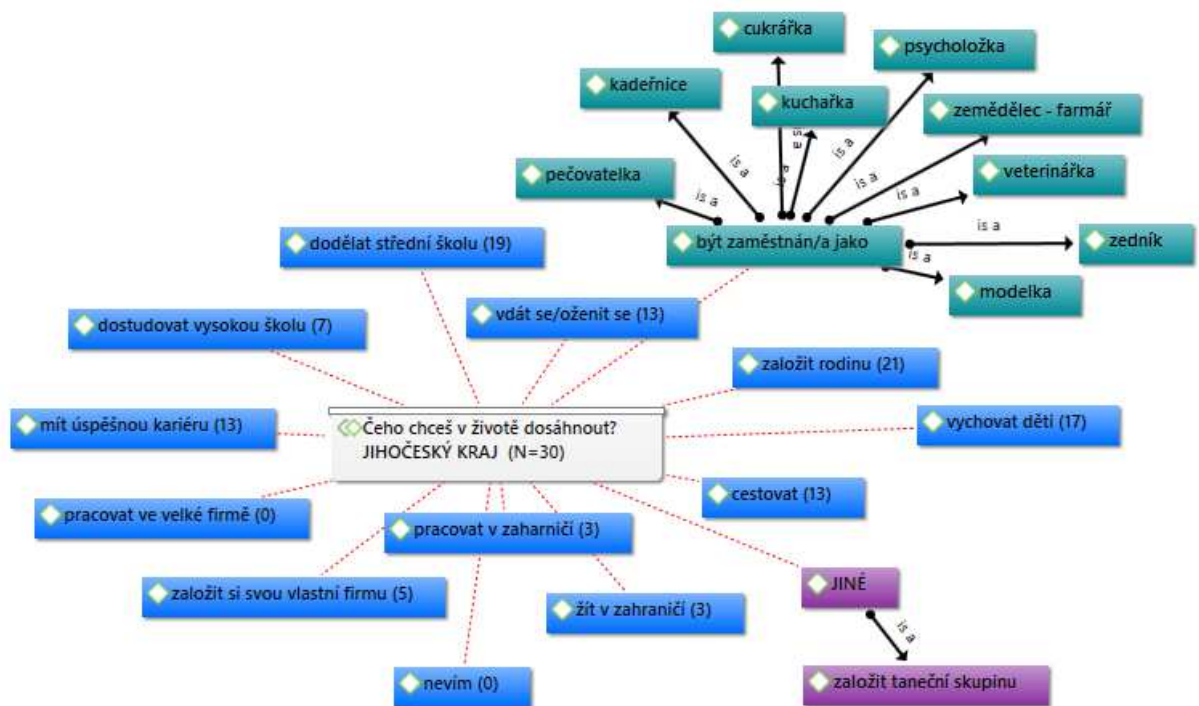 cukrářka
psycholožka
kadeřnice
kuchařka
zemědělec - farmář
pečovatelka
veterinářka
is a
is a
is a
is a
is a
is a
is a
is a
is a
být zaměstnán/a jako
zedník
modelka
dodělat střední školu (19)
vdát se/oženit se (13)
dostudovat vysokou školu (7)
založit rodinu (21)
mít úspěšnou kariéru (13)
Čeho chceš v životě dosáhnout?
JIHOČESKÝ KRAJ (N=30)
vychovat děti (17)
cestovat (13)
pracovat ve velké firmě (0)
pracovat v zaharničí (3)
založit si svou vlastní firmu (5)
žít v zahraničí (3)
JINÉ
is a
nevím (0)
založit taneční skupinu